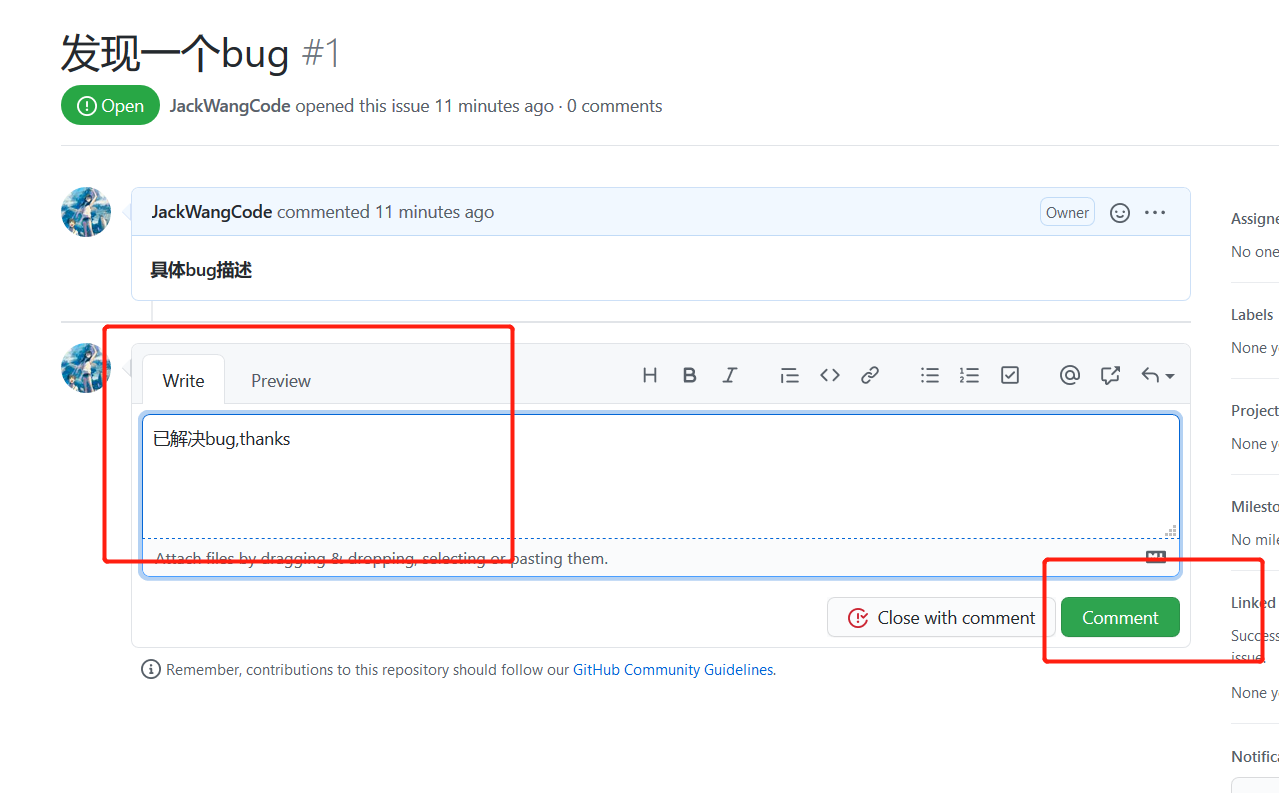 发现一个bug #1
Open JackWangCode opened this issue 11 minutes ago · 0 comments
JackWangCode commented 11 minutes ago Owner
Assigne
No one
具体bug描述
Labels
None y
Write Preview
Project
已解决bug,thanks
None y
Milesto
No mile
Attach files by dragging & dropping, selecting or pasting them.
Linked
Close with comment Comment
Success
issue.
Remember, contributions to this repository should follow our GitHub Community Guidelines.
None y
Notifica